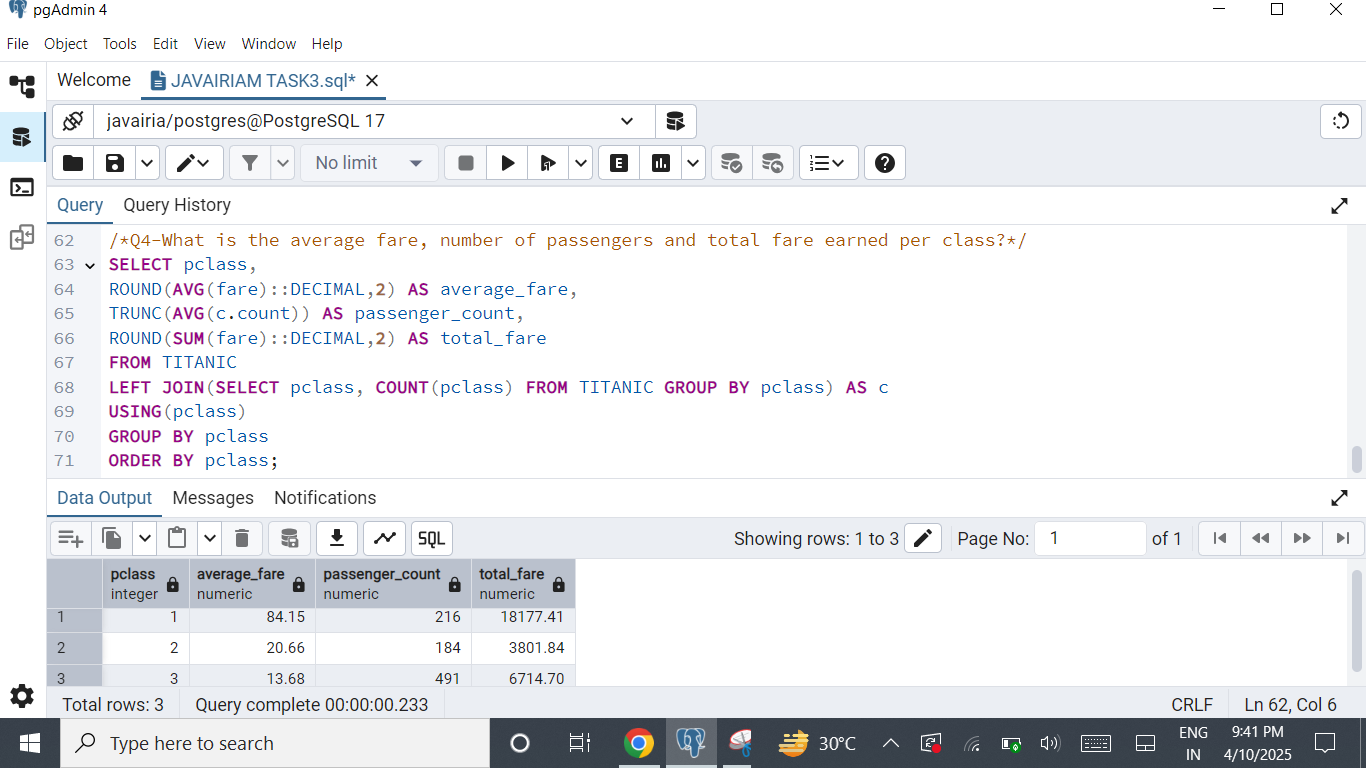 pgAdmin 4
File Object Tools Edit View Window Help
Welcome JAVAIRIAM TASK3.sql*
javairia/postgres@PostgreSQL 17
No limit E
Query Query History
62 /*Q4-What is the average fare, number of passengers and total fare earned per class?*/
63 SELECT pclass,
64 ROUND(AVG(fare)::DECIMAL,2) AS average_fare,
65 TRUNC(AVG(c.count)) AS passenger_count,
66 ROUND(SUM(fare)::DECIMAL,2) AS total_fare
67 FROM TITANIC
68 LEFT JOIN(SELECT pclass, COUNT(pclass) FROM TITANIC GROUP BY pclass) AS c
69 USING(pclass)
70 GROUP BY pclass
71 ORDER BY pclass;
Data Output Messages Notifications
SQL Showing rows: 1 to 3 Page No: 1 of 1
pclass average_fare passenger_count total_fare
integer numeric numeric numeric
1 1 84.15 216 18177.41
2 2 20.66 184 3801.84
3 3 13.68 491 6714.70
Total rows: 3 Query complete 00:00:00.233 CRLF Ln 62, Col 6
Type here to search 30°C ENG IN 9:41 PM 4/10/2025